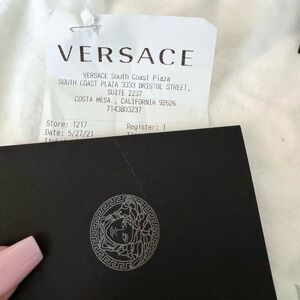 VERSACE
VERSACE South Coast Plaza
SOUTH COAST PLAZA 3333 BRISTOL STREET,
SUITE 2237
COSTA MESA , CALIFORNIA 92626
7143803237
Store: 1217 Register: 1
Date: 5/27/21